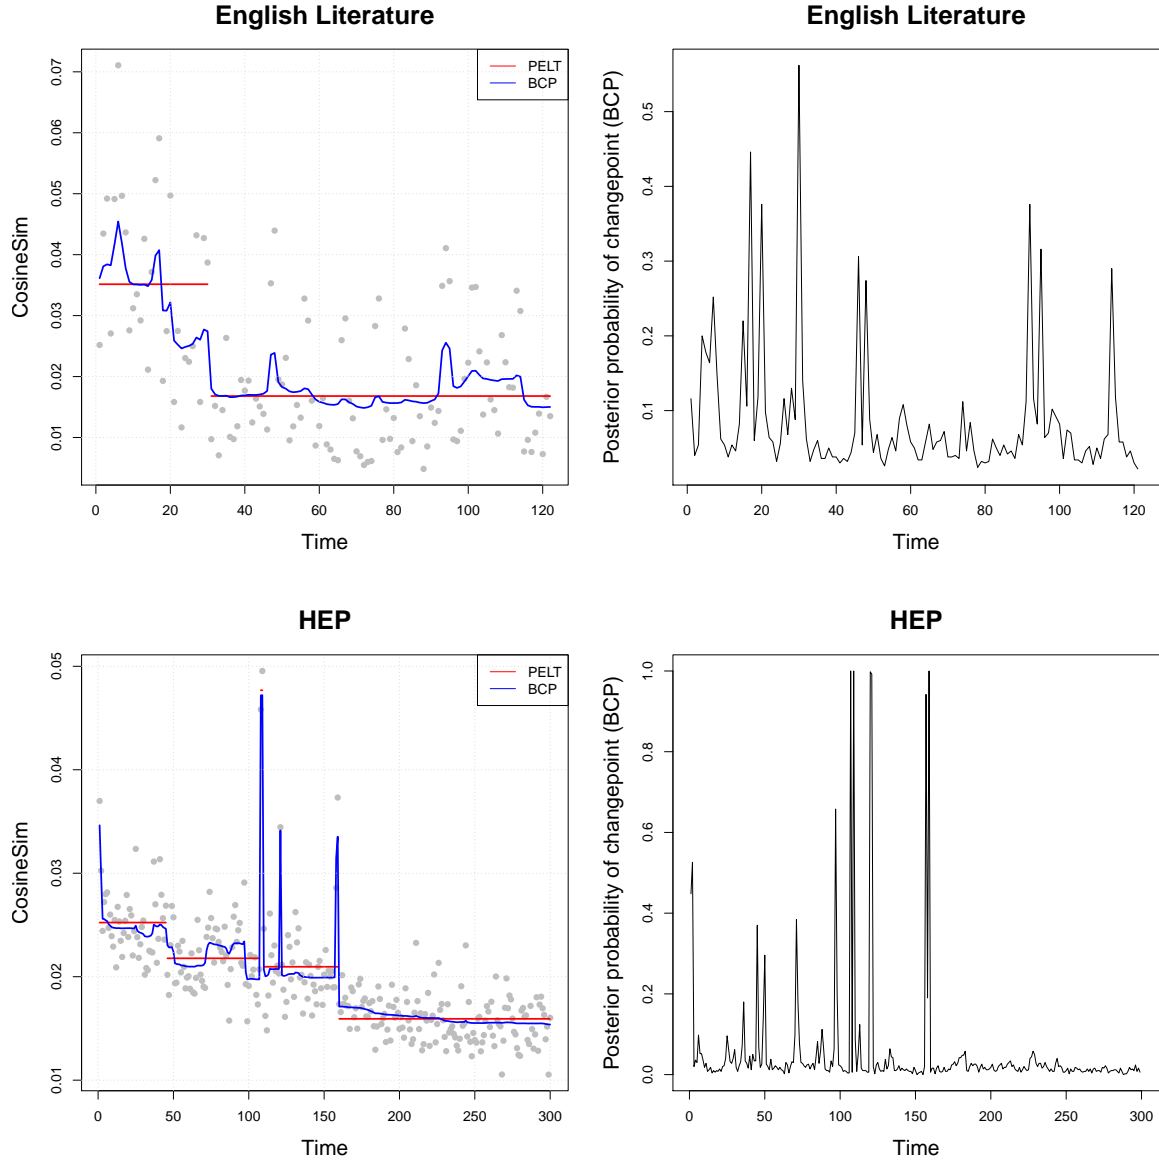 English Literature
CosineSim
0.01 0.02 0.03 0.04 0.05 0.06 0.07
PELT
BCP
0 20 40 60 80 100 120
Time
English Literature
Posterior probability of changepoint (BCP)
0.1 0.2 0.3 0.4 0.5
0 20 40 60 80 100 120
Time
HEP
CosineSim
0.01 0.02 0.03 0.04 0.05
PELT
BCP
0 50 100 150 200 250 300
Time
HEP
Posterior probability of changepoint (BCP)
0.0 0.2 0.4 0.6 0.8 1.0
0 50 100 150 200 250 300
Time